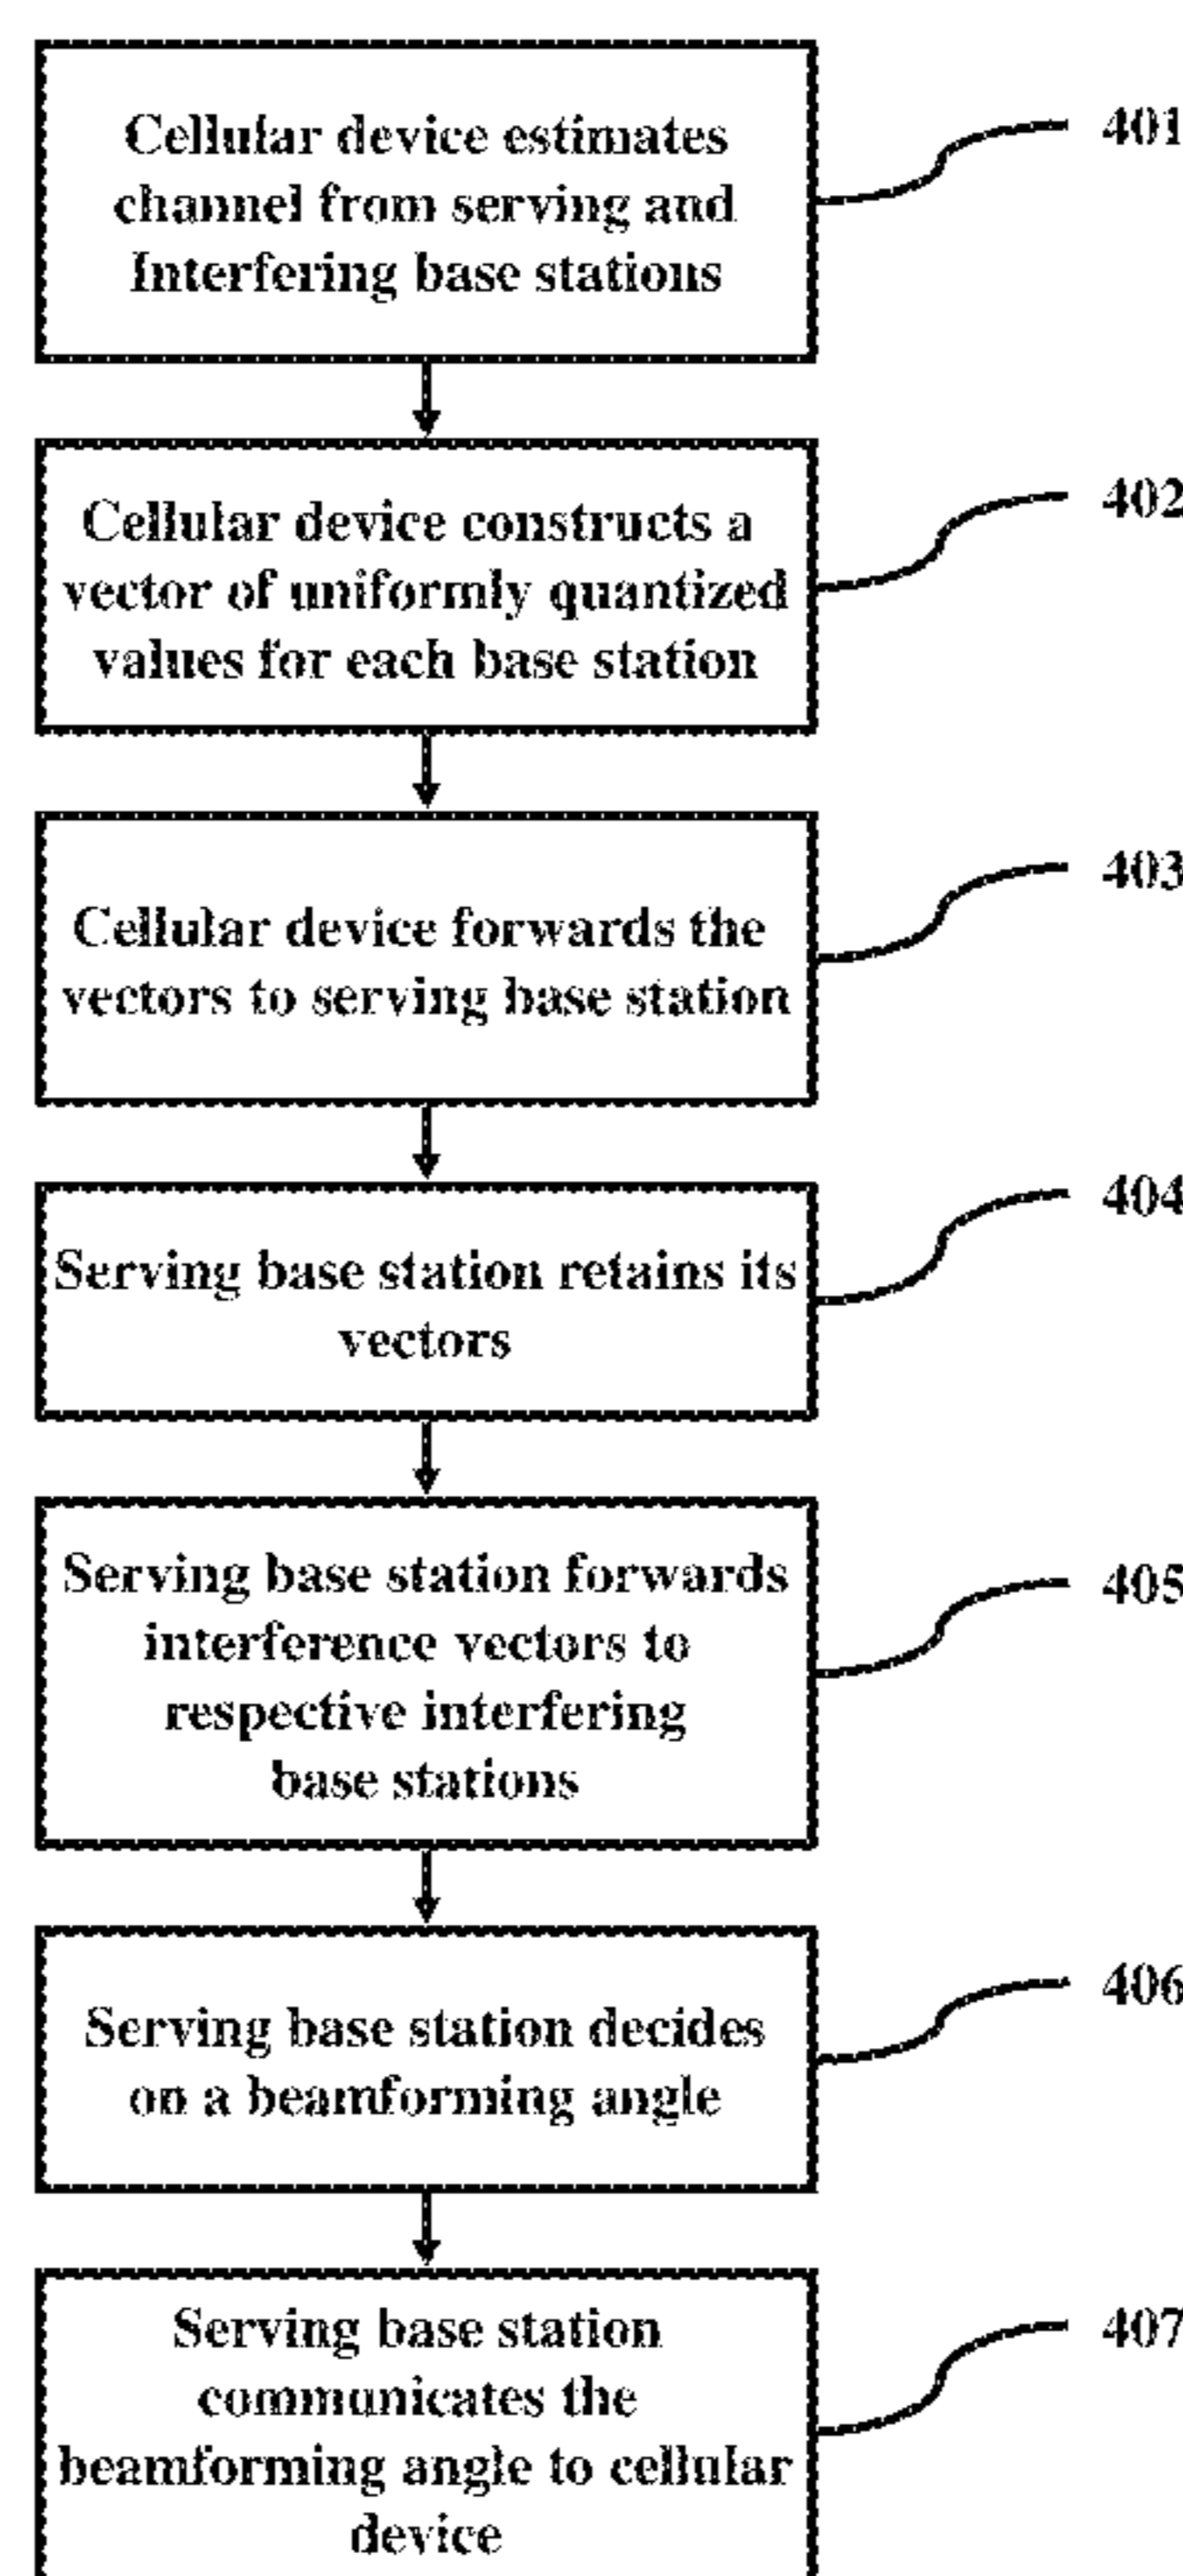 Cellular device estimates
channel from serving and
Interfering base stations
401
Cellular device constructs a
vector of uniformly quantized
values for each base station
402
Cellular device forwards the
vectors to serving base station
403
Serving base station retains its
vectors
404
Serving base station forwards
interference vectors to
respective interfering
base stations
405
Serving base station decides
on a beamforming angle
406
Serving base station
communicates the
beamforming angle to cellular
device
407